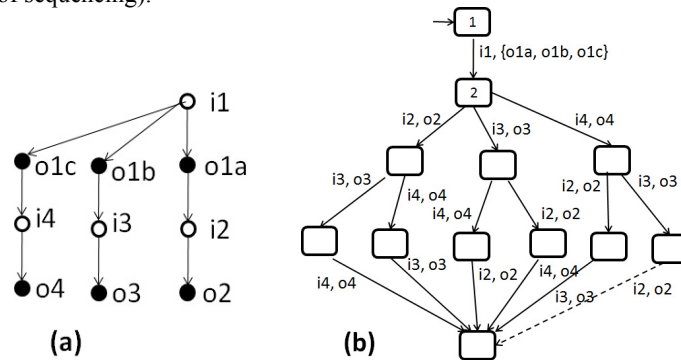 of sequencing).
i1
o1c
o1b
o1a
i4
i3
i2
o4
o3
o2
(a)
1
i1, {o1a, o1b, o1c}
2
i2, o2
i3, o3
i4, o4
i3, o3
i4, o4
i4, o4
i2, o2
i2, o2
i3, o3
i4, o4
i3, o3
i2, o2
i4, o4
i3, o3
i2, o2
(b)